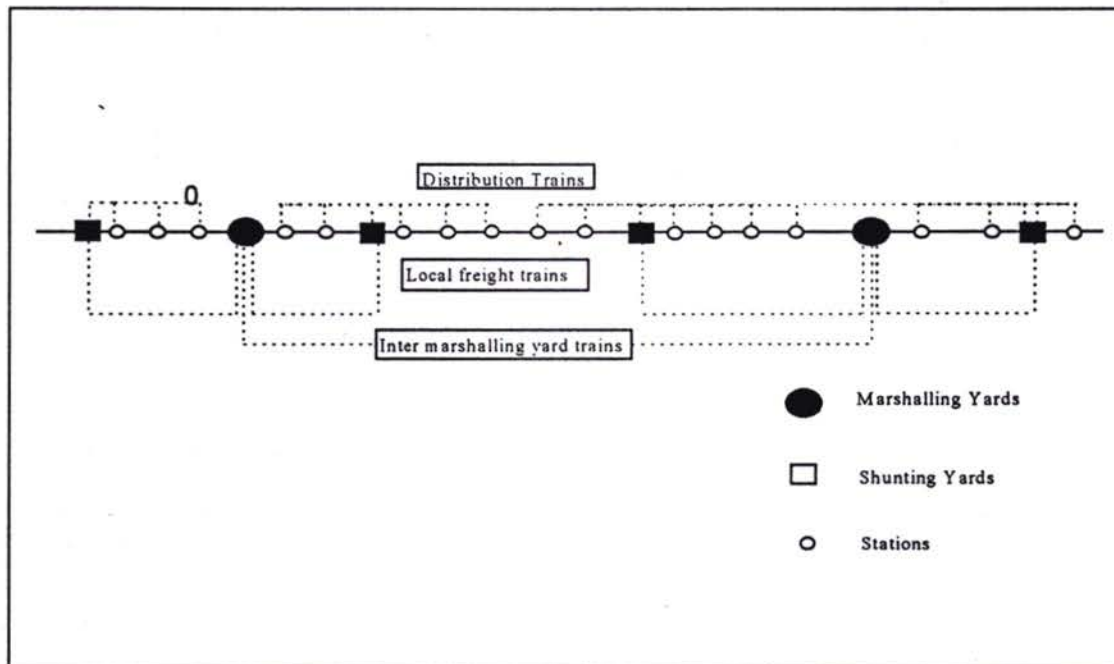 0
Distribution Trains
Local freight trains
Inter marshalling yard trains
Marshalling Yards
Shunting Yards
Stations